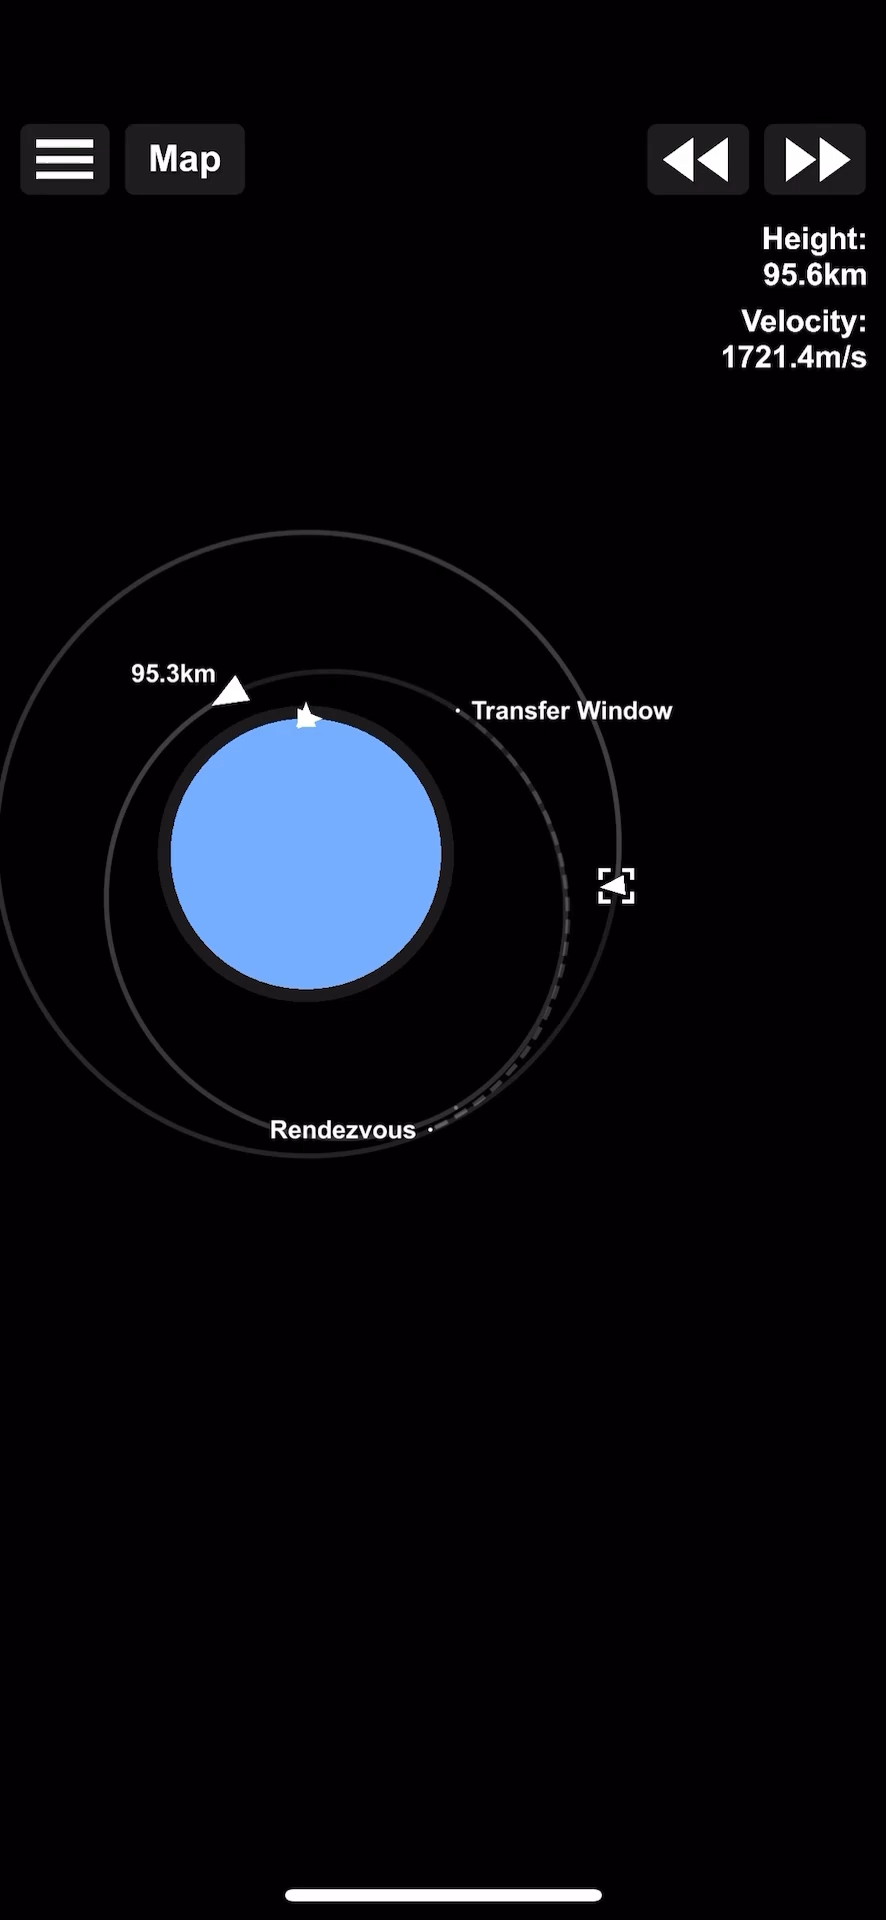 Map
Height:
95.6km
Velocity:
1721.4m/s
95.3km
Transfer Window
Rendezvous